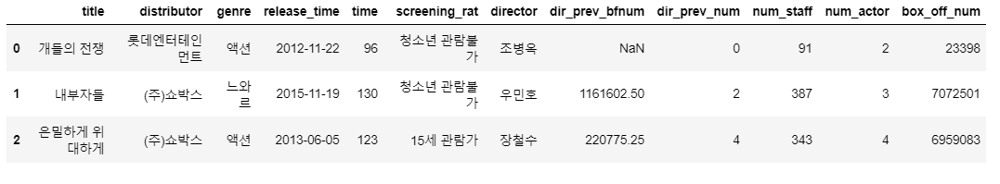 title distributor genre release_time time screening_rat director dir_prev_bfnum dir_prev_num num_staff num_actor box_off_num
0 개들의 전쟁 롯데엔터테인먼트 액션 2012-11-22 96 청소년 관람불가 조병옥 NaN 0 91 2 23398
1 내부자들 (주)쇼박스 느와르 2015-11-19 130 청소년 관람불가 우민호 1161602.50 2 387 3 7072501
2 은밀하게 위대하게 (주)쇼박스 액션 2013-06-05 123 15세 관람가 장철수 220775.25 4 343 4 6959083